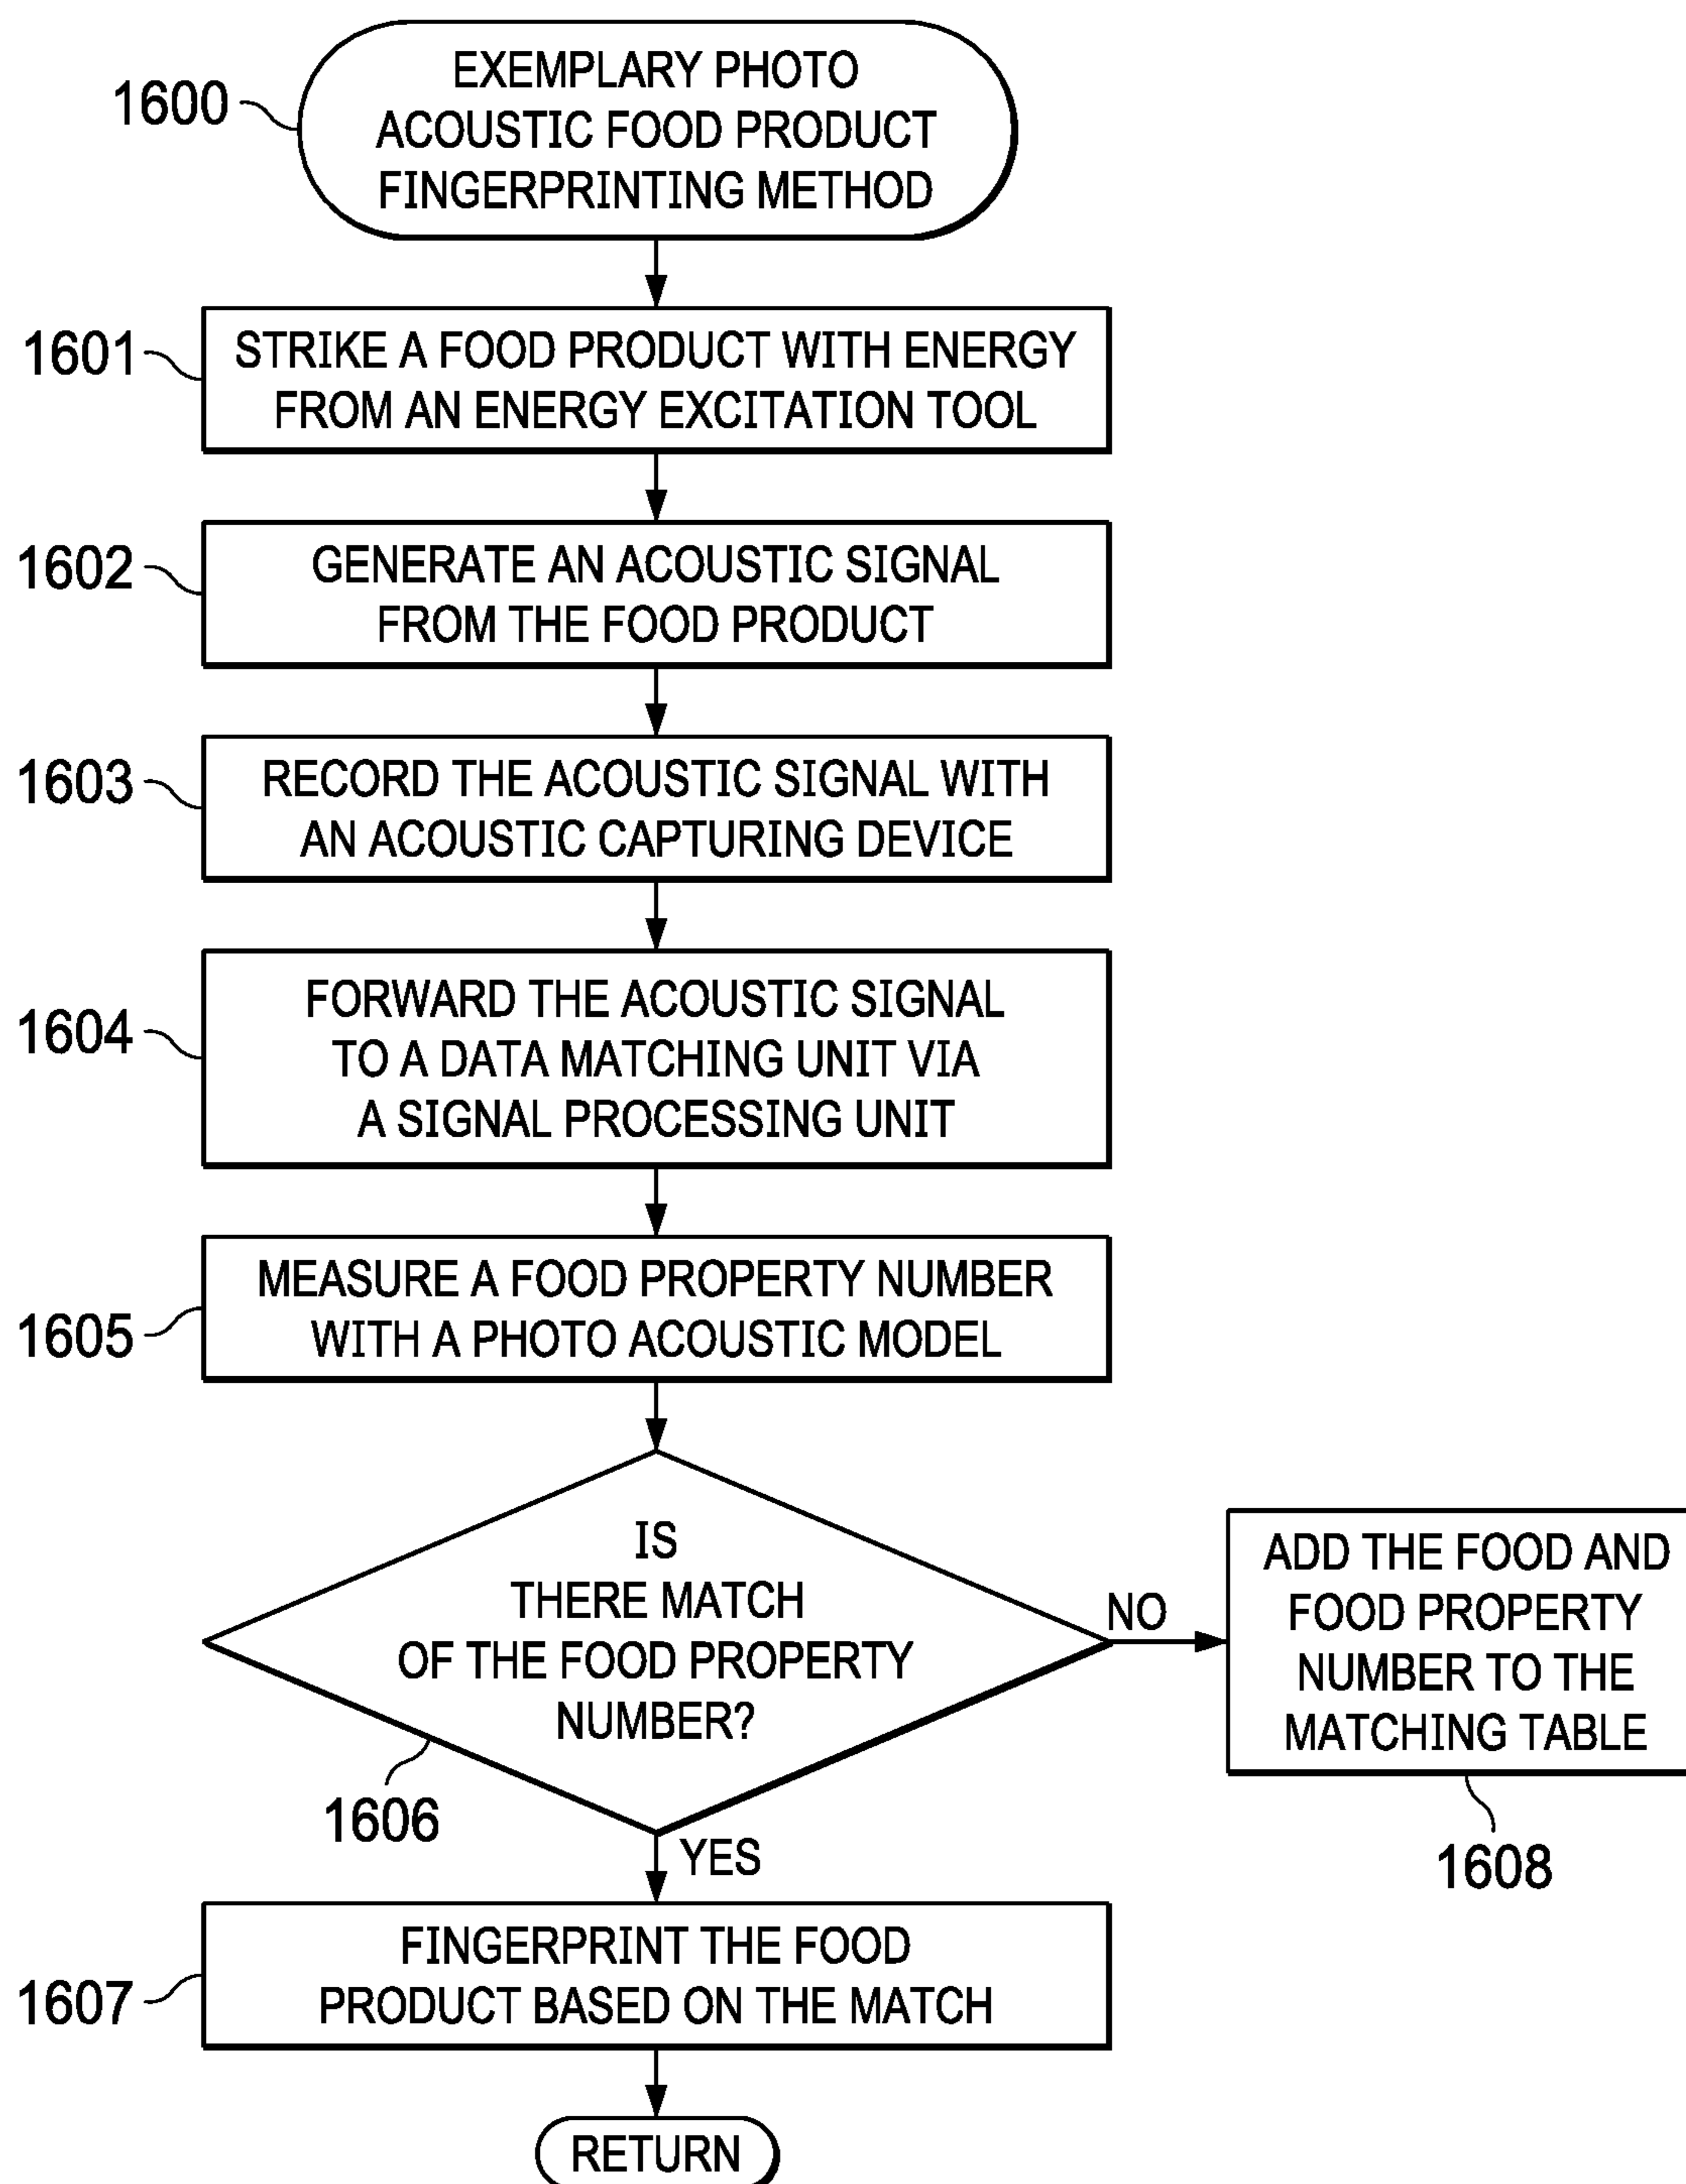 EXEMPLARY PHOTO
ACOUSTIC FOOD PRODUCT
FINGERPRINTING METHOD
1600
1601
STRIKE A FOOD PRODUCT WITH ENERGY
FROM AN ENERGY EXCITATION TOOL
1602
GENERATE AN ACOUSTIC SIGNAL
FROM THE FOOD PRODUCT
1603
RECORD THE ACOUSTIC SIGNAL WITH
AN ACOUSTIC CAPTURING DEVICE
1604
FORWARD THE ACOUSTIC SIGNAL
TO A DATA MATCHING UNIT VIA
A SIGNAL PROCESSING UNIT
1605
MEASURE A FOOD PROPERTY NUMBER
WITH A PHOTO ACOUSTIC MODEL
IS
THERE MATCH
OF THE FOOD PROPERTY
NUMBER?
1606
NO
ADD THE FOOD AND
FOOD PROPERTY
NUMBER TO THE
MATCHING TABLE
1608
YES
1607
FINGERPRINT THE FOOD
PRODUCT BASED ON THE MATCH
RETURN